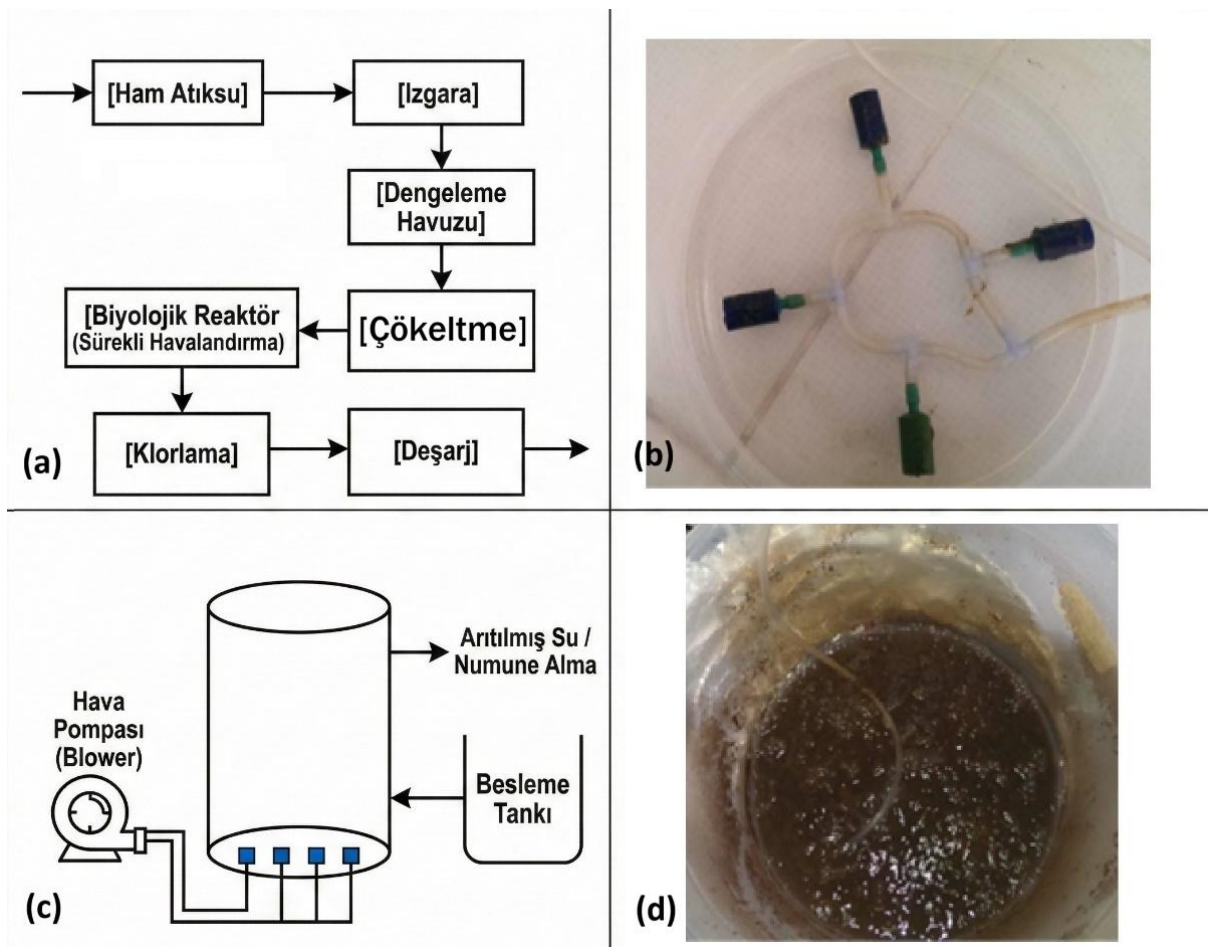 [Ham Atıksu]
[Izgara]
[Dengeleme
Havuzu]
[Çökeltme]
[Biyolojik Reaktör
(Sürekli Havalandırma)
[Klorlama]
[Deşarj]
(a)
(b)
Hava
Pompası
(Blower)
Arıtılmış Su /
Numune Alma
Besleme
Tankı
(c)
(d)